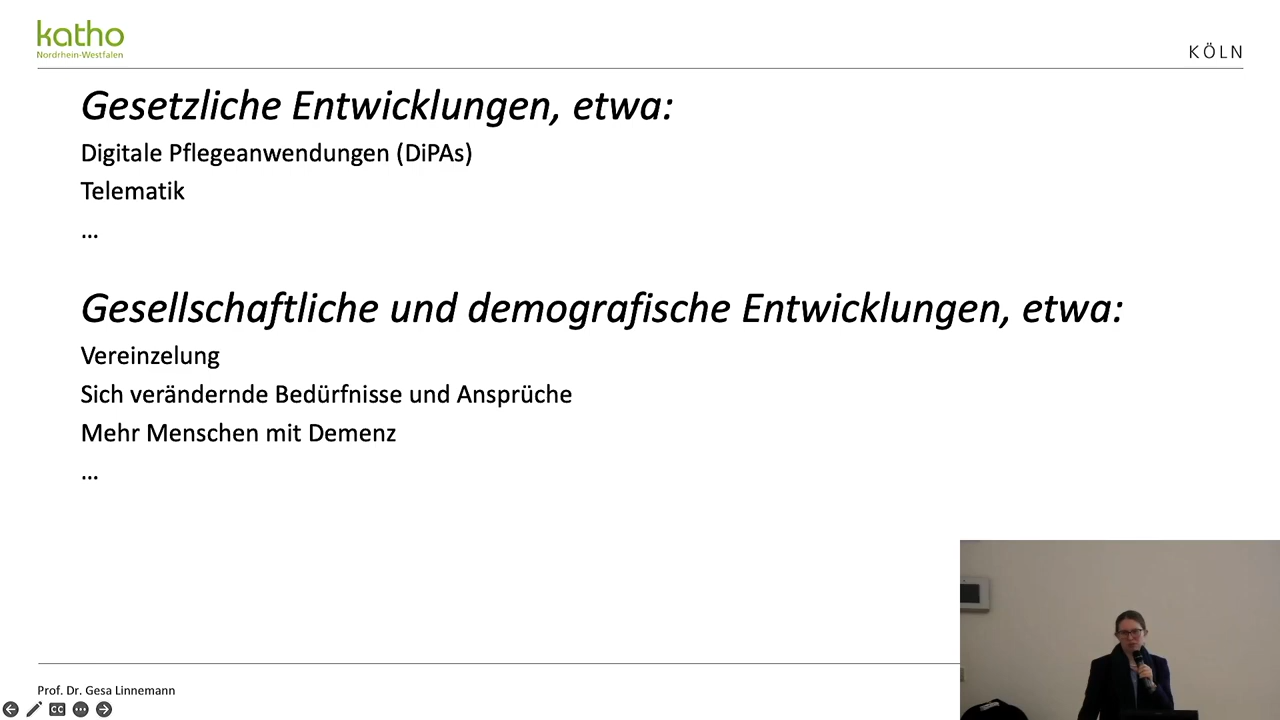 katho
Nordrhein-Westfalen
KÖLN
Gesetzliche Entwicklungen, etwa:
Digitale Pflegeanwendungen (DiPAs)
Telematik
...
Gesellschaftliche und demografische Entwicklungen, etwa:
Vereinzelung
Sich verändernde Bedürfnisse und Ansprüche
Mehr Menschen mit Demenz
...
Prof. Dr. Gesa Linnemann
CC